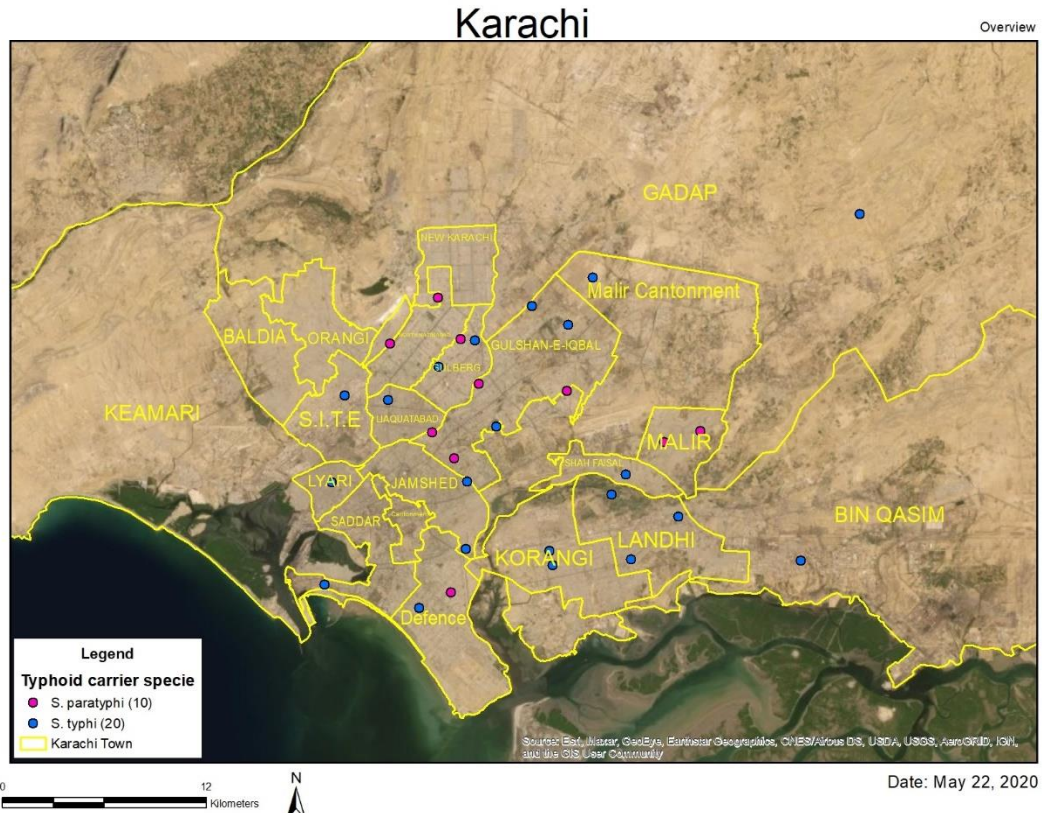 Karachi
Overview
GADAP
NEW KARACHI
Malir Cantonment
BALDIA
ORANGI
GULSHAN-E-IQBAL
GULBERG
KEAMARI
S.I.T.E
LIAQUATABAD
MALIR
SHAH FAISAL
LYARI
JAMSHED
SADDAR
Cantonment
BIN QASIM
LANDHI
KORANGI
Defence
Legend
Typhoid carrier specie
S. paratyphi (10)
S. typhi (20)
Karachi Town
Source: Esri, Maxar, GeoEye, Earthstar Geographics, CNES/Airbus DS, USDA, USGS, AeroGRID, IGN,
and the GIS User Community
Date: May 22, 2020
0 12
Kilometers
N